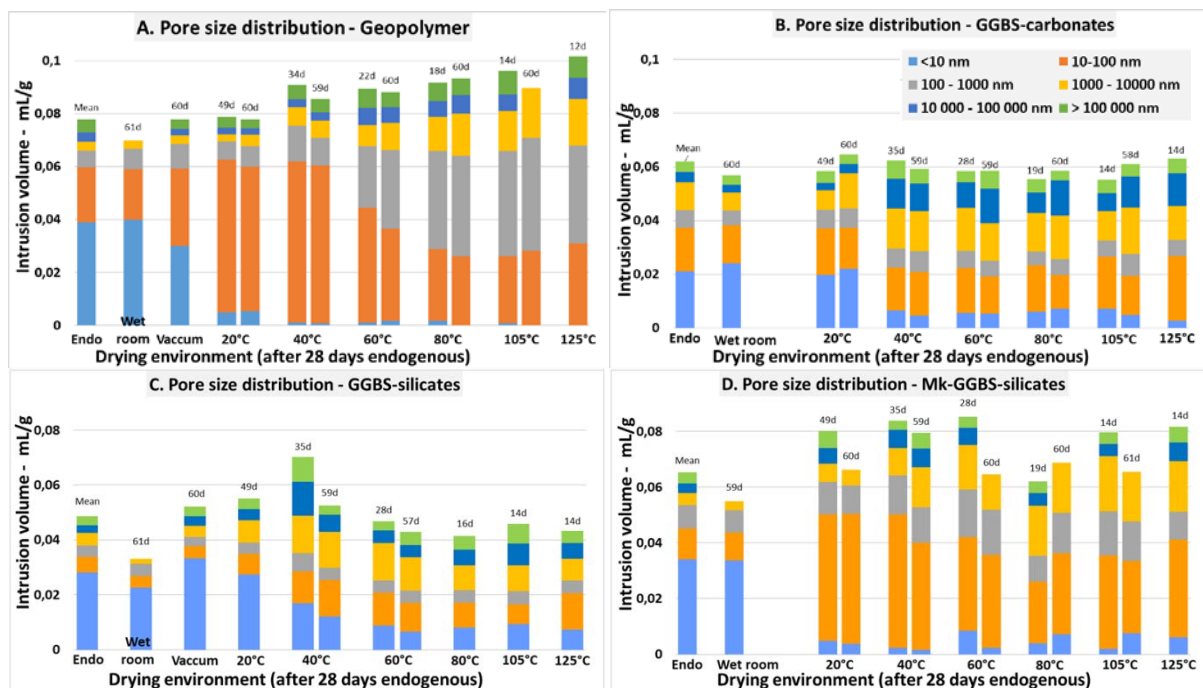 A. Pore size distribution - Geopolymer
Intrusion volume - mL/g
0,1
0,08
0,06
0,04
0,02
0
Mean
61d
60d
49d
60d
34d
59d
22d
60d
18d
60d
14d
60d
12d
Endo
Wet room
Vaccum
20°C
40°C
60°C
80°C
105°C
125°C
Drying environment (after 28 days endogenous)
B. Pore size distribution - GGBS-carbonates
<10 nm
10-100 nm
100 - 1000 nm
1000 - 10000 nm
10 000 - 100 000 nm
> 100 000 nm
Intrusion volume - mL/g
0,1
0,08
0,06
0,04
0,02
0
Mean
60d
49d
60d
35d
59d
28d
59d
19d
60d
14d
58d
14d
Endo
Wet room
20°C
40°C
60°C
80°C
105°C
125°C
Drying environment (after 28 days endogenous)
C. Pore size distribution - GGBS-silicates
Intrusion volume - mL/g
0,08
0,06
0,04
0,02
0
Mean
61d
60d
49d
35d
59d
28d
57d
16d
14d
14d
Endo
Wet room
Vaccum
20°C
40°C
60°C
80°C
105°C
125°C
Drying environment (after 28 days endogenous)
D. Pore size distribution - Mk-GGBS-silicates
Intrusion volume - mL/g
0,08
0,06
0,04
0,02
0,00
Mean
59d
49d
60d
35d
59d
28d
60d
19d
60d
14d
61d
14d
Endo
Wet room
20°C
40°C
60°C
80°C
105°C
125°C
Drying environment (after 28 days endogenous)